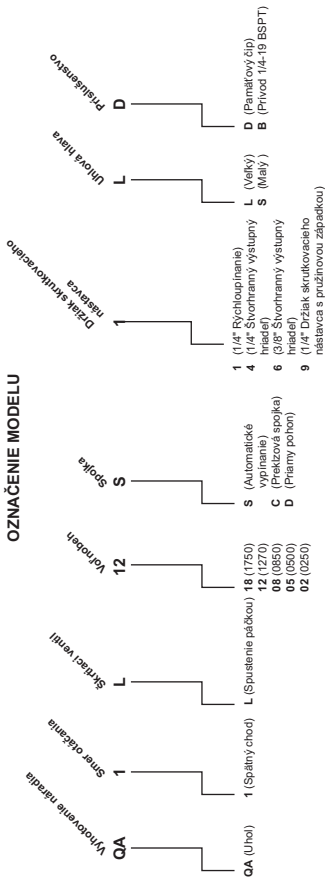 OZNAČENIE MODELU
Vyhotovenie náradia
QA
QA (Uhol)
Smer otáčania
1
1 (Spätný chod)
Škrtiaci ventil
L
L (Spustenie páčkou)
Voľnobeh
12
18 (1750)
12 (1270)
08 (0850)
05 (0500)
02 (0250)
Spojka
S
S (Automatické
vypínanie)
C (Preklzová spojka)
D (Priamy pohon)
Držiak skrutkovacieho
nástavca
1
1 (1/4" Rýchloupínanie)
4 (1/4" Štvorhranný výstupný
hriadeľ)
6 (3/8" Štvorhranný výstupný
hriadeľ)
9 (1/4" Držiak skrutkovacieho
nástavca s pružinovou západkou)
Uhlová hlava
L
L (Veľký)
S (Malý )
Príslušenstvo
D
D (Pamäťový čip)
B (Prívod 1/4-19 BSPT)